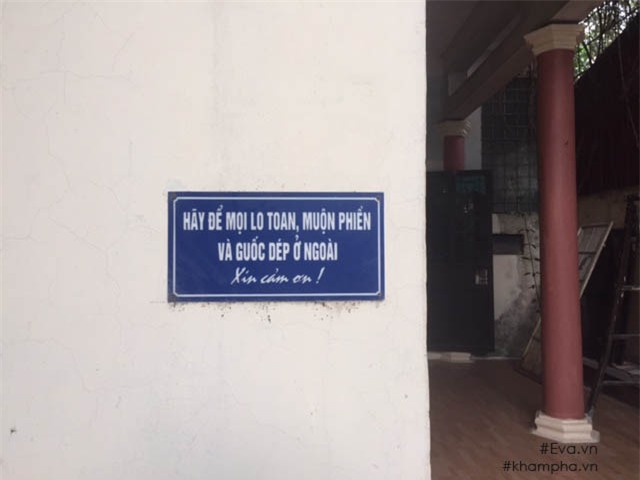 HÃY ĐỂ MỌI LO TOAN, MUỘN PHIỀN
VÀ GUỐC DÉP Ở NGOÀI
Xin cảm ơn !
#Eva.vn
#khampha.vn